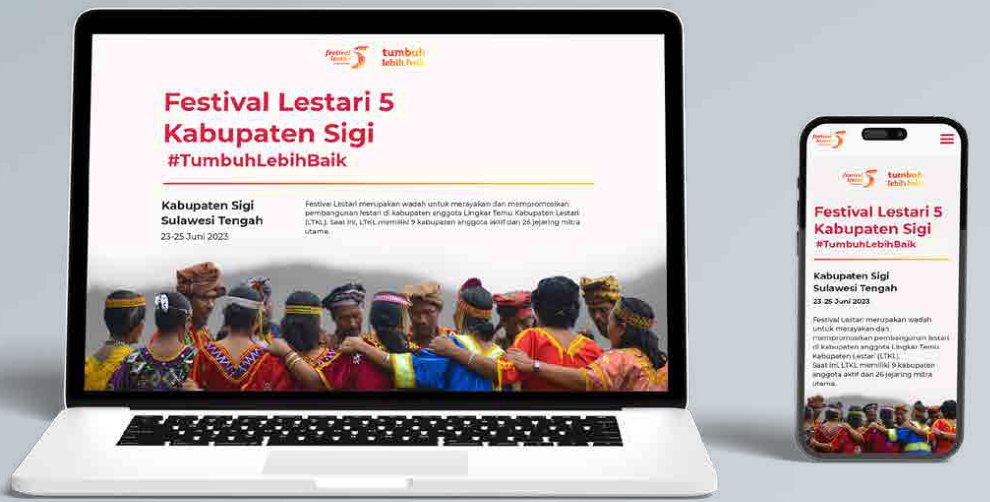 festival
lestari
5
tumbuh
lebih baik
Festival Lestari 5
Kabupaten Sigi
#TumbuhLebihBaik
Kabupaten Sigi
Sulawesi Tengah
23-25 Juni 2023
Festival Lestari merupakan wadah untuk merayakan dan mempromosikan
pembangunan lestari di kabupaten anggota Lingkar Temu Kabupaten Lestari
(LTKL). Saat ini, LTKL memiliki 9 kabupaten anggota aktif dan 26 jejaring mitra
utama.
festival
lestari
5
festival
lestari
5
tumbuh
lebih baik
Festival Lestari 5
Kabupaten Sigi
#TumbuhLebihBaik
Kabupaten Sigi
Sulawesi Tengah
23-25 Juni 2023
Festival Lestari merupakan wadah
untuk merayakan dan
mempromosikan pembangunan lestari
di kabupaten anggota Lingkar Temu
Kabupaten Lestari (LTKL).
Saat ini, LTKL memiliki 9 kabupaten
anggota aktif dan 26 jejaring mitra
utama.